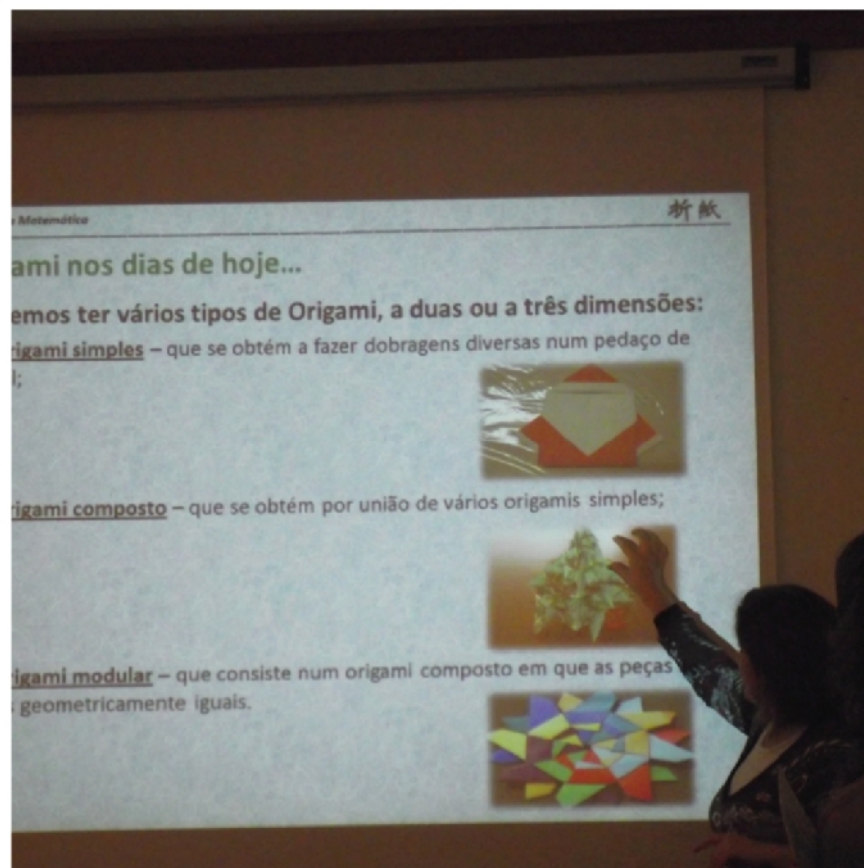 e Matemática
折紙
ami nos dias de hoje...
emos ter vários tipos de Origami, a duas ou a três dimensões:
rigami simples – que se obtém a fazer dobragens diversas num pedaço de
l;
rigami composto – que se obtém por união de vários origamis simples;
rigami modular – que consiste num origami composto em que as peças
s geometricamente iguais.